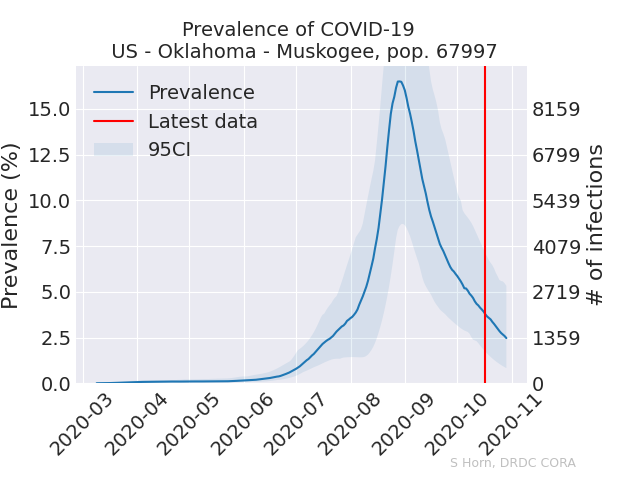 Prevalence of COVID-19
US - Oklahoma - Muskogee, pop. 67997
Prevalence
Latest data
95CI
Prevalence (%)
15.0
12.5
10.0
7.5
5.0
2.5
0.0
8159
6799
5439
4079
2719
1359
0
# of infections
2020-03
2020-04
2020-05
2020-06
2020-07
2020-08
2020-09
2020-10
2020-11
S Horn, DRDC CORA